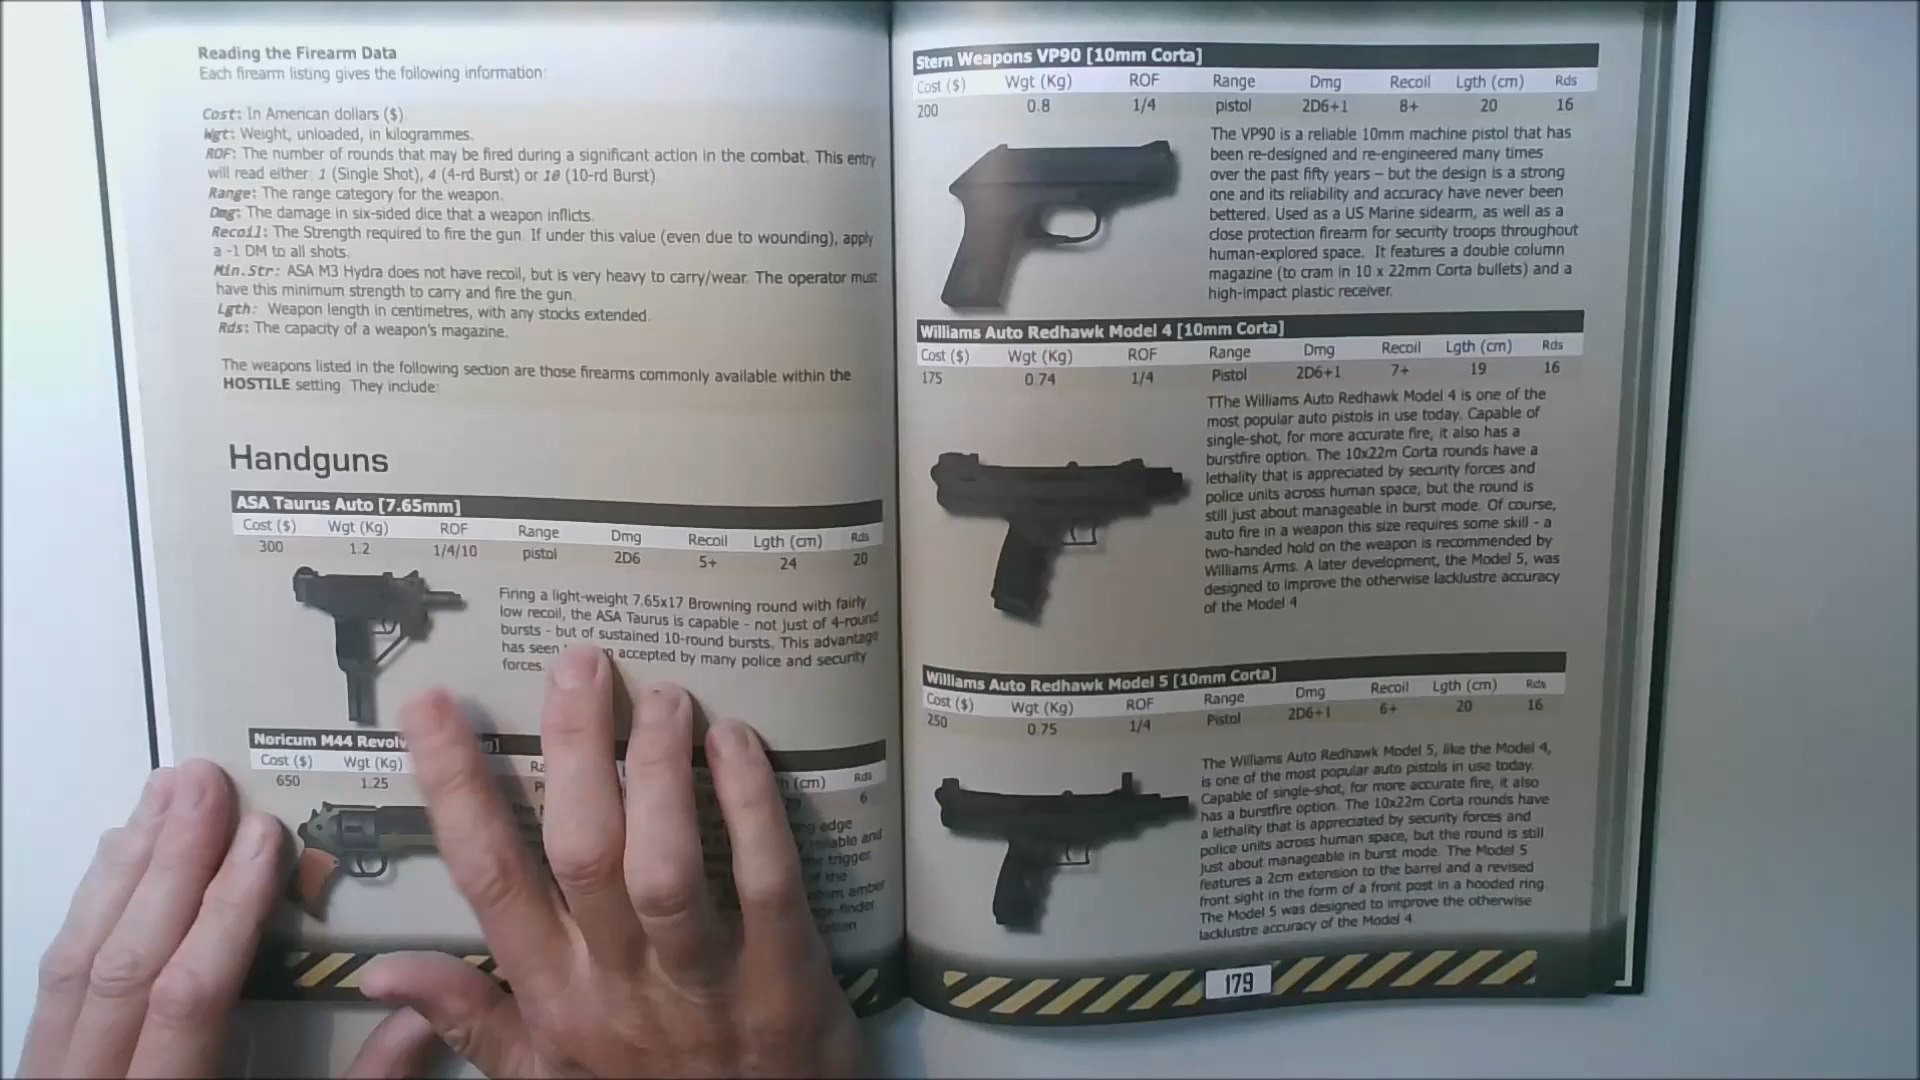 Reading the Firearm Data
Each firearm listing gives the following information:
Cost: In American dollars ($).
Wgt: Weight, unloaded, in kilogrammes.
ROF: The number of rounds that may be fired during a significant action in the combat. This entry
will read either: 1 (Single Shot), 4 (4-rd Burst) or 10 (10-rd Burst)
Range: The range category for the weapon.
Dmg: The damage in six-sided dice that a weapon inflicts.
Recoil: The Strength required to fire the gun. If under this value (even due to wounding), apply
a -1 DM to all shots.
Min.Str: ASA M3 Hydra does not have recoil, but is very heavy to carry/wear. The operator must
have this minimum strength to carry and fire the gun.
Lgth: Weapon length in centimetres, with any stocks extended.
Rds: The capacity of a weapon's magazine.
The weapons listed in the following section are those firearms commonly available within the
HOSTILE setting. They include:
Handguns
ASA Taurus Auto [7.65mm]
Cost ($) Wgt (Kg) ROF Range Dmg Recoil Lgth (cm) Rds
300 1.2 1/4/10 pistol 2D6 5+ 24 20
Firing a light-weight 7.65x17 Browning round with fairly
low recoil, the ASA Taurus is capable - not just of 4-round
bursts - but of sustained 10-round bursts. This advantage
has seen accepted by many police and security
forces.
Noricum M44
Cost ($) Wgt (Kg) (cm) Rds
650 1.25 6
edge
and
trigger
the
amber
Stern Weapons VP90 [10mm Corta]
Cost ($) Wgt (Kg) ROF Range Dmg Recoil Lgth (cm) Rds
200 0.8 1/4 pistol 2D6+1 8+ 20 16
The VP90 is a reliable 10mm machine pistol that has
been re-designed and re-engineered many times
over the past fifty years – but the design is a strong
one and its reliability and accuracy have never been
bettered. Used as a US Marine sidearm, as well as a
close protection firearm for security troops throughout
human-explored space. It features a double column
magazine (to cram in 10 x 22mm Corta bullets) and a
high-impact plastic receiver.
Williams Auto Redhawk Model 4 [10mm Corta]
Cost ($) Wgt (Kg) ROF Range Dmg Recoil Lgth (cm) Rds
175 0.74 1/4 Pistol 2D6+1 7+ 19 16
TThe Williams Auto Redhawk Model 4 is one of the
most popular auto pistols in use today. Capable of
single-shot, for more accurate fire, it also has a
burstfire option. The 10x22m Corta rounds have a
lethality that is appreciated by security forces and
police units across human space, but the round is
still just about manageable in burst mode. Of course,
auto fire in a weapon this size requires some skill - a
two-handed hold on the weapon is recommended by
Williams Arms. A later development, the Model 5, was
designed to improve the otherwise lacklustre accuracy
of the Model 4.
Williams Auto Redhawk Model 5 [10mm Corta]
Cost ($) Wgt (Kg) ROF Range Dmg Recoil Lgth (cm) Rds
250 0.75 1/4 Pistol 2D6+1 6+ 20 16
The Williams Auto Redhawk Model 5, like the Model 4,
is one of the most popular auto pistols in use today.
Capable of single-shot, for more accurate fire, it also
has a burstfire option. The 10x22m Corta rounds have
a lethality that is appreciated by security forces and
police units across human space, but the round is still
just about manageable in burst mode. The Model 5
features a 2cm extension to the barrel and a revised
front sight in the form of a front post in a hooded ring.
The Model 5 was designed to improve the otherwise
lacklustre accuracy of the Model 4.
179